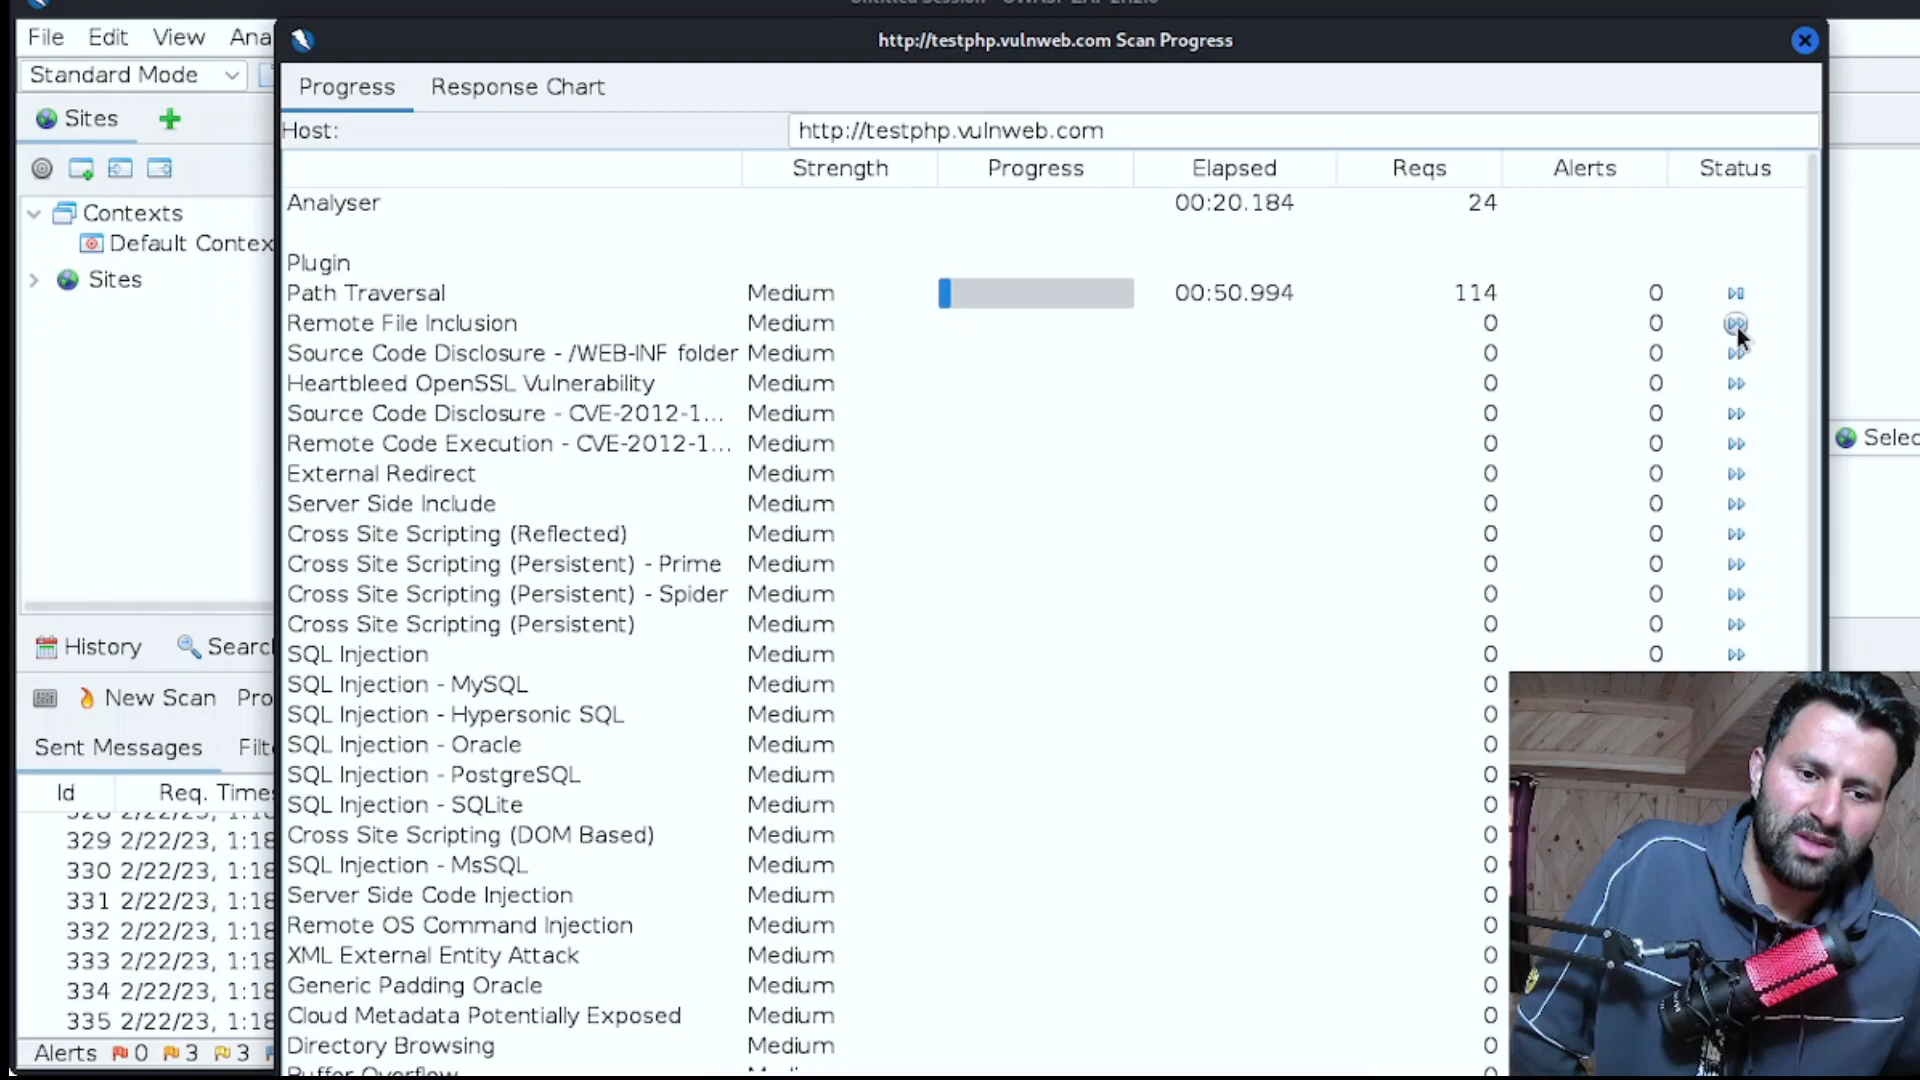 File Edit View Ana
Standard Mode
Sites
Contexts
Default Contex
Sites
History
Search
New Scan Pro
Sent Messages Filt
Id Req. Times
329 2/22/23, 1:18
330 2/22/23, 1:18
331 2/22/23, 1:18
332 2/22/23, 1:18
333 2/22/23, 1:18
334 2/22/23, 1:18
335 2/22/23, 1:18
Alerts 0 3 3
http://testphp.vulnweb.com Scan Progress
Progress Response Chart
Host: http://testphp.vulnweb.com
Strength Progress Elapsed Reqs Alerts Status
Analyser 00:20.184 24
Plugin
Path Traversal Medium 00:50.994 114 0
Remote File Inclusion Medium 0 0
Source Code Disclosure - /WEB-INF folder Medium 0 0
Heartbleed OpenSSL Vulnerability Medium 0 0
Source Code Disclosure - CVE-2012-1... Medium 0 0
Remote Code Execution - CVE-2012-1... Medium 0 0
External Redirect Medium 0 0
Server Side Include Medium 0 0
Cross Site Scripting (Reflected) Medium 0 0
Cross Site Scripting (Persistent) - Prime Medium 0 0
Cross Site Scripting (Persistent) - Spider Medium 0 0
Cross Site Scripting (Persistent) Medium 0 0
SQL Injection Medium 0 0
SQL Injection - MySQL Medium 0
SQL Injection - Hypersonic SQL Medium 0
SQL Injection - Oracle Medium 0
SQL Injection - PostgreSQL Medium 0
SQL Injection - SQLite Medium 0
Cross Site Scripting (DOM Based) Medium 0
SQL Injection - MsSQL Medium 0
Server Side Code Injection Medium 0
Remote OS Command Injection Medium 0
XML External Entity Attack Medium 0
Generic Padding Oracle Medium 0
Cloud Metadata Potentially Exposed Medium 0
Directory Browsing Medium 0
Selec